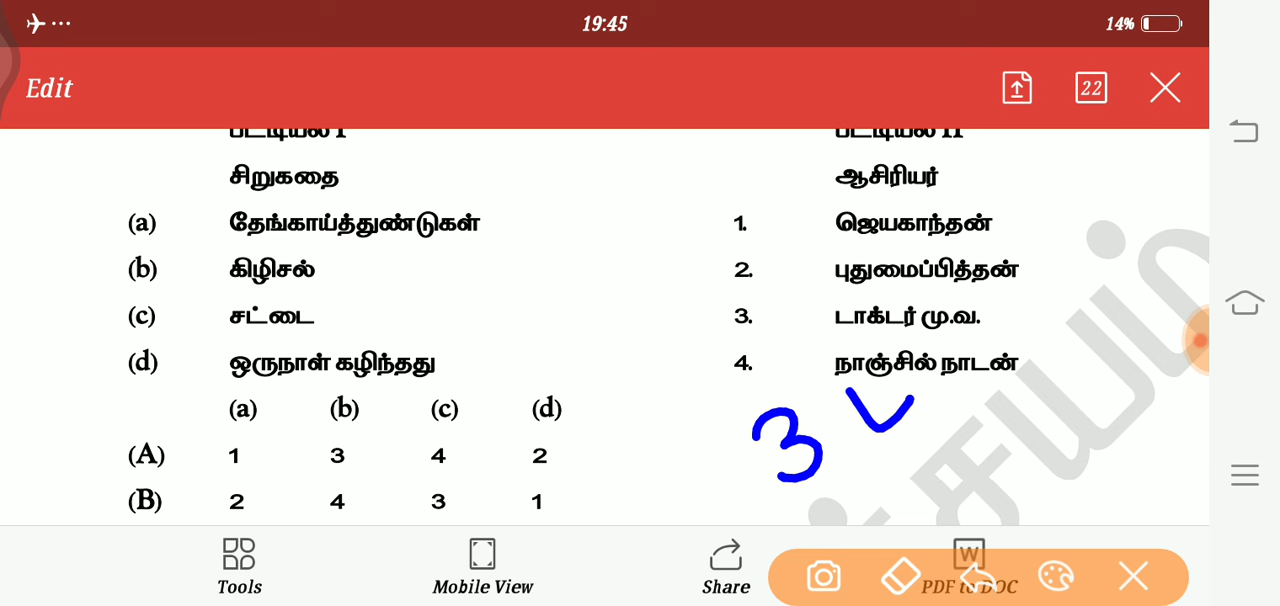 19:45 14%
Edit 22
பட்டியல் I பட்டியல் II
சிறுகதை ஆசிரியர்
(a) தேங்காய்த்துண்டுகள் 1. ஜெயகாந்தன்
(b) கிழிசல் 2. புதுமைப்பித்தன்
(c) சட்டை 3. டாக்டர் மு.வ.
(d) ஒருநாள் கழிந்தது 4. நாஞ்சில் நாடன்
(a) (b) (c) (d)
(A) 1 3 4 2
3
(B) 2 4 3 1
Tools Mobile View Share PDF to DOC